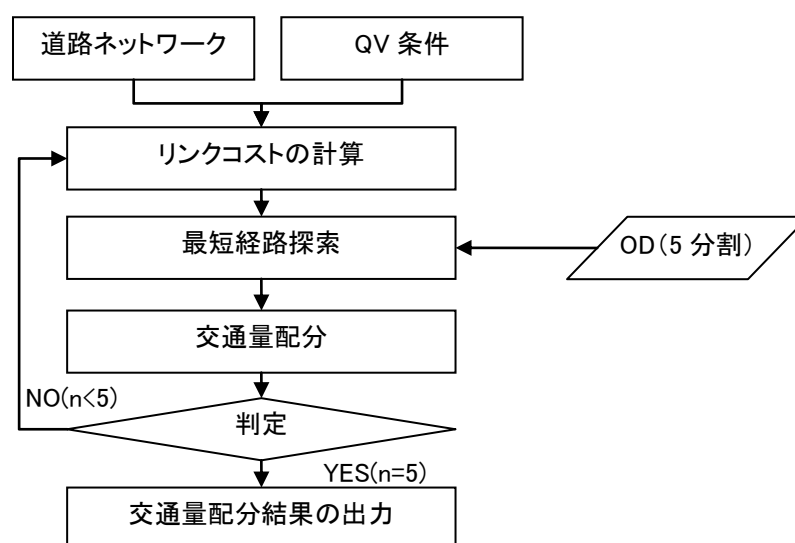 道路ネットワーク
QV 条件
リンクコストの計算
最短経路探索
OD(5 分割)
交通量配分
NO(n<5)
判定
YES(n=5)
交通量配分結果の出力